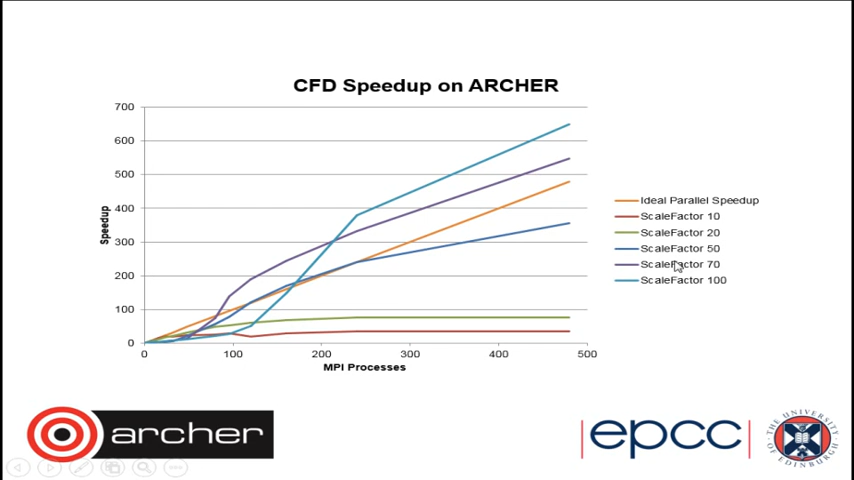 CFD Speedup on ARCHER
700
600
500
400
300
200
100
0
Speedup
0 100 200 300 400 500
MPI Processes
Ideal Parallel Speedup
ScaleFactor 10
ScaleFactor 20
ScaleFactor 50
ScaleFactor 70
ScaleFactor 100
archer
epcc
THE UNIVERSITY
OF EDINBURGH